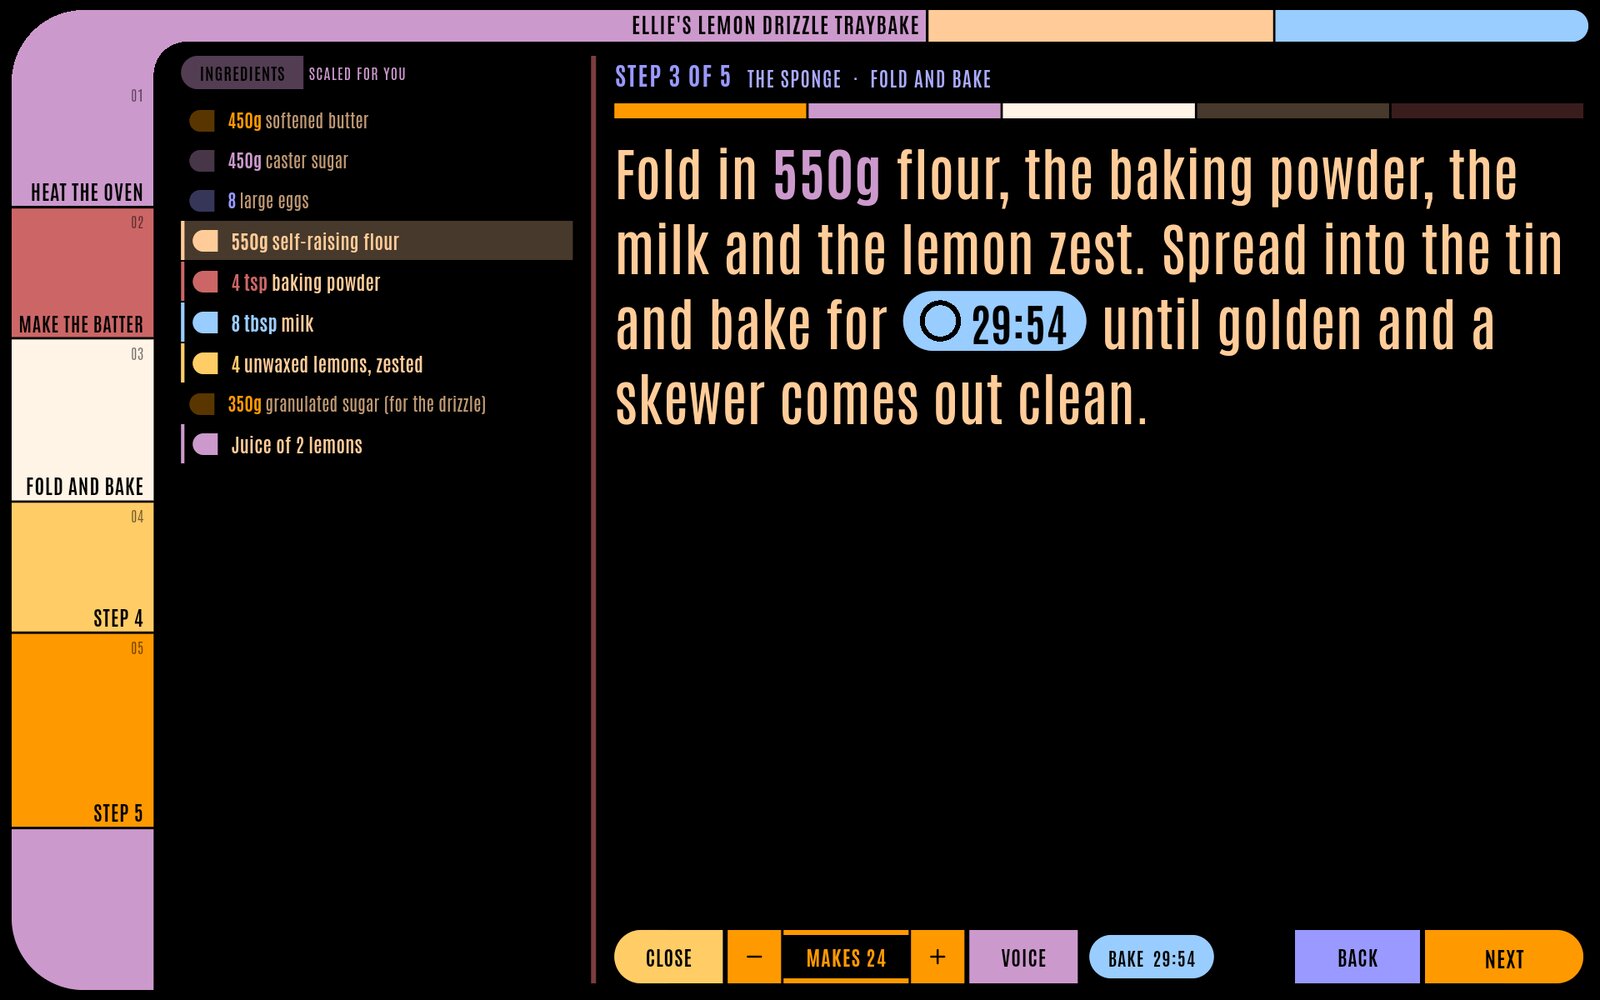 ELLIE'S LEMON DRIZZLE TRAYBAKE
01
HEAT THE OVEN
02
MAKE THE BATTER
03
FOLD AND BAKE
04
STEP 4
05
STEP 5
INGREDIENTS SCALED FOR YOU
450g softened butter
450g caster sugar
8 large eggs
550g self-raising flour
4 tsp baking powder
8 tbsp milk
4 unwaxed lemons, zested
350g granulated sugar (for the drizzle)
Juice of 2 lemons
STEP 3 OF 5 THE SPONGE · FOLD AND BAKE
Fold in 550g flour, the baking powder, the
milk and the lemon zest. Spread into the tin
and bake for 29:54 until golden and a
skewer comes out clean.
CLOSE − MAKES 24 + VOICE BAKE 29:54 BACK NEXT